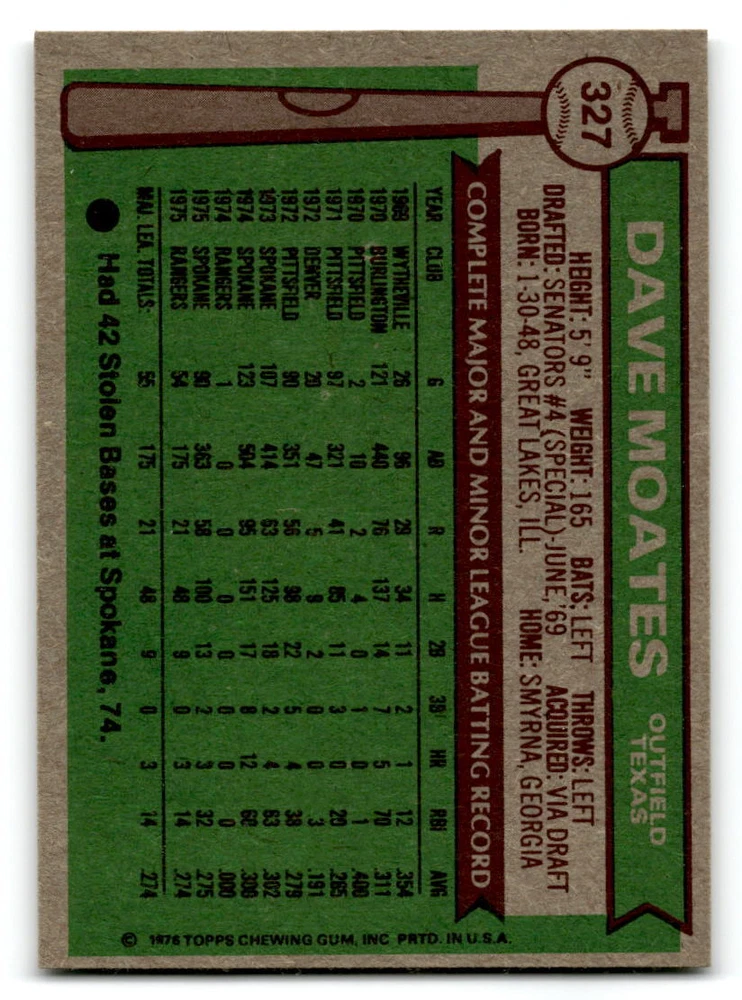 327
DAVE MOATES OUTFIELD
TEXAS
HEIGHT: 5' 9" WEIGHT: 165 BATS: LEFT THROWS: LEFT
DRAFTED: SENATORS #4 (SPECIAL)-JUNE,'69 ACQUIRED: VIA DRAFT
BORN: 1-30-48, GREAT LAKES, ILL. HOME: SMYRNA, GEORGIA
COMPLETE MAJOR AND MINOR LEAGUE BATTING RECORD
YEAR CLUB G AB R H 2B 3B HR RBI AVG
1969 WYTHEVILLE 26 96 29 34 11 2 1 12 .354
1970 BURLINGTON 121 440 76 137 14 7 5 70 .311
1970 PITTSFIELD 2 10 2 4 0 1 0 1 .400
1971 PITTSFIELD 97 321 41 85 11 3 1 20 .265
1972 DENVER 20 47 5 9 2 0 0 3 .191
1972 PITTSFIELD 90 351 56 98 22 5 4 38 .279
1973 SPOKANE 107 414 63 125 18 2 4 63 .302
1974 SPOKANE 123 504 95 151 17 8 12 60
1974 RANGERS 1 0 0 0 0 0 0 0 .000
1975 SPOKANE 90 363 58 100 13 7 3 32 .275
1975 RANGERS 54 175 21 48 9 0 3 14 .274
MAJ. LEA. TOTALS: 55 175 21 48 9 0 3 14 .274
● Had 42 Stolen Bases at Spokane, 74.
© 1976 TOPPS CHEWING GUM, INC PRTD. IN U.S.A.